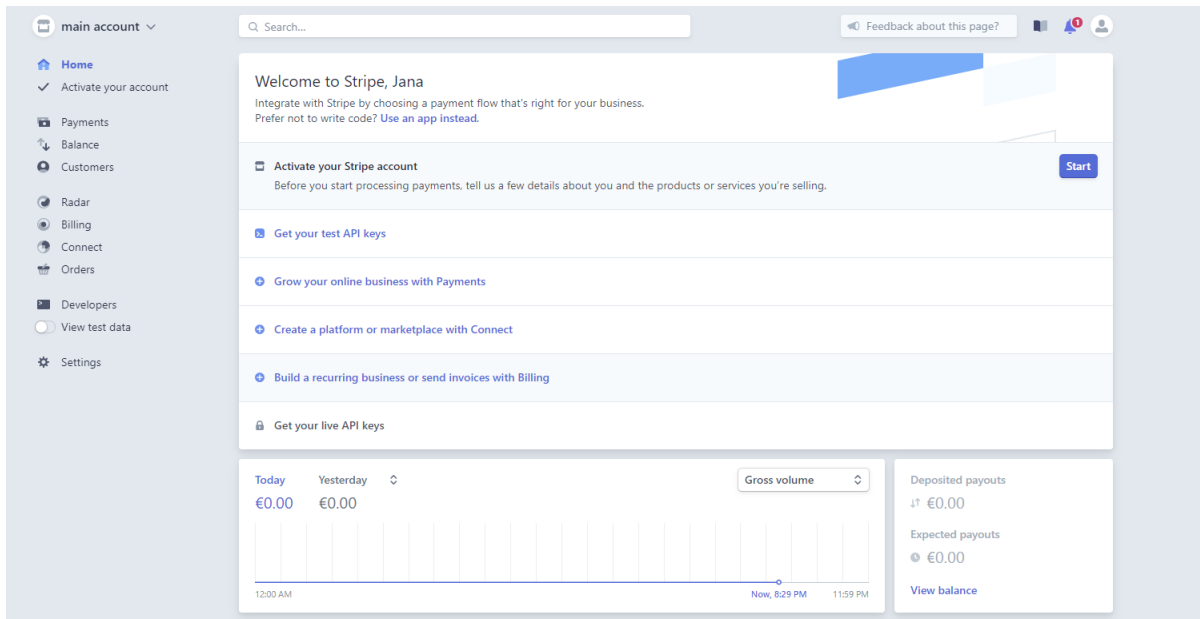 main account
Search...
Feedback about this page?
1
Home
Activate your account
Payments
Balance
Customers
Radar
Billing
Connect
Orders
Developers
View test data
Settings
Welcome to Stripe, Jana
Integrate with Stripe by choosing a payment flow that's right for your business.
Prefer not to write code? Use an app instead.
Activate your Stripe account
Start
Before you start processing payments, tell us a few details about you and the products or services you're selling.
Get your test API keys
Grow your online business with Payments
Create a platform or marketplace with Connect
Build a recurring business or send invoices with Billing
Get your live API keys
Today Yesterday
Gross volume
€0.00 €0.00
12:00 AM
Now, 8:29 PM
11:59 PM
Deposited payouts
€0.00
Expected payouts
€0.00
View balance